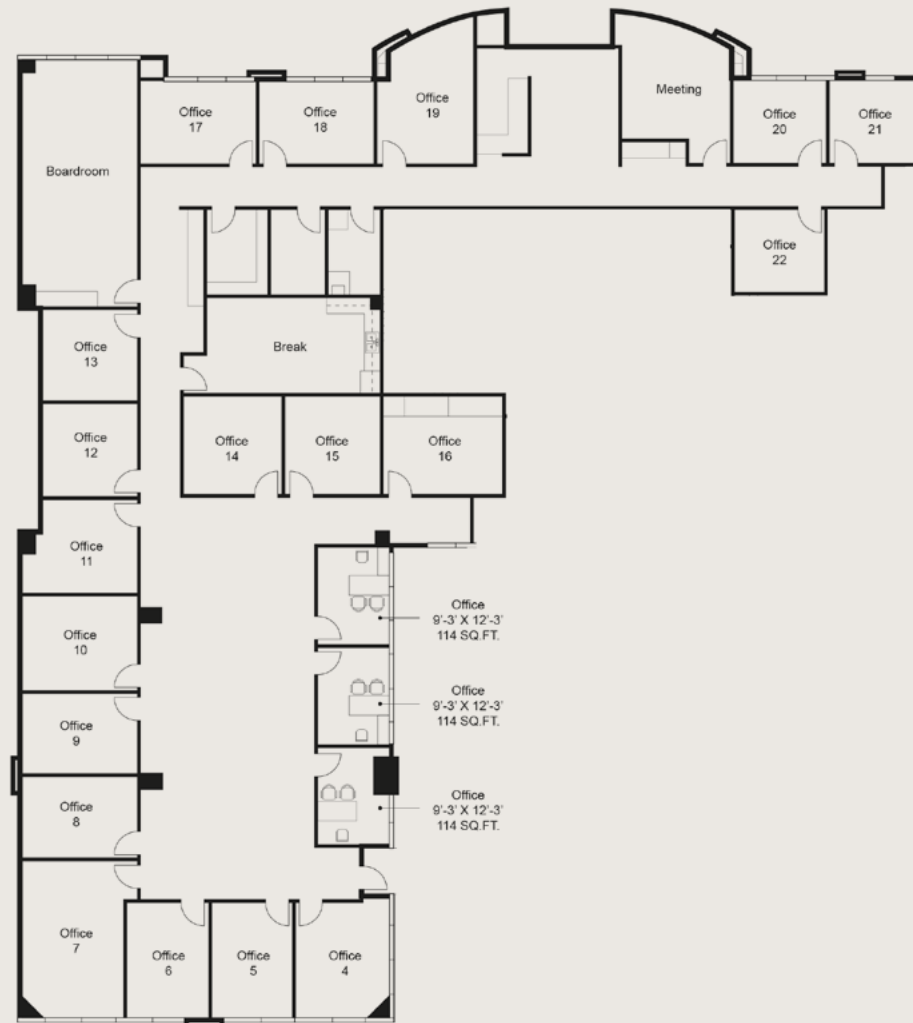 Office
17
Office
18
Office
19
Meeting
Office
20
Office
21
Boardroom
Office
22
Office
13
Break
Office
12
Office
14
Office
15
Office
16
Office
11
Office
10
Office
9'-3' X 12'-3'
114 SQ.FT.
Office
9
Office
9'-3' X 12'-3'
114 SQ.FT.
Office
8
Office
9'-3' X 12'-3'
114 SQ.FT.
Office
7
Office
6
Office
5
Office
4